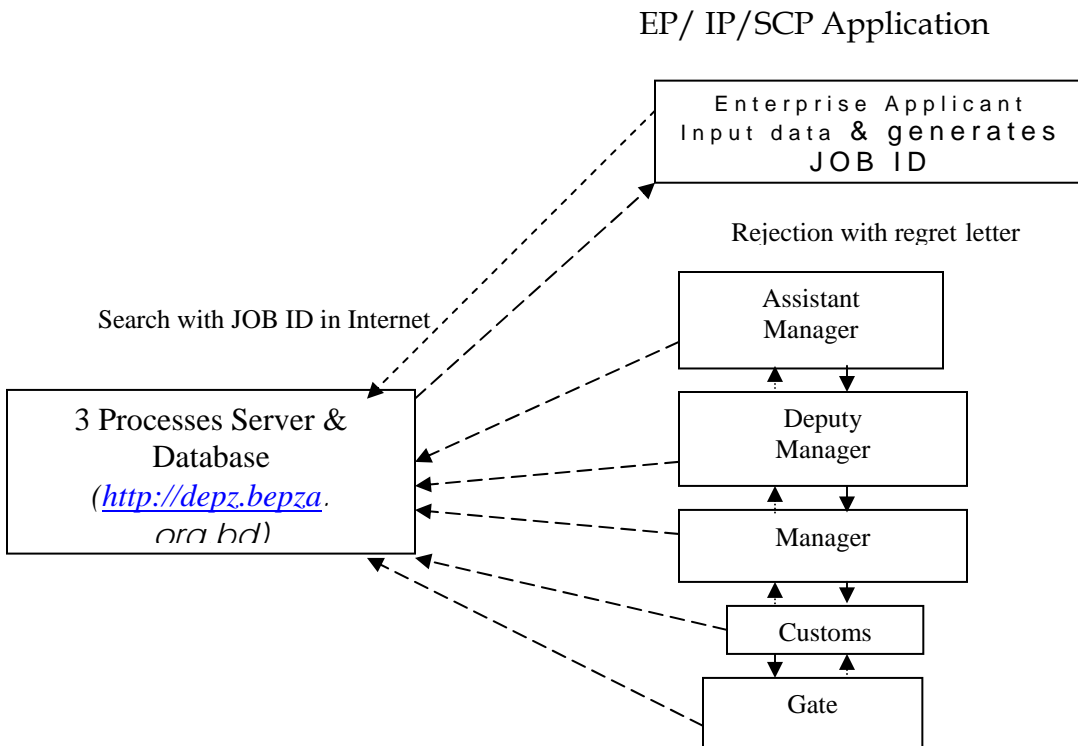 EP/ IP/SCP Application
Enterprise Applicant
Input data & generates
JOB ID
Rejection with regret letter
Assistant
Manager
Search with JOB ID in Internet
3 Processes Server &
Database
(http://depz.bepza.
org.bd)
Deputy
Manager
Manager
Customs
Gate